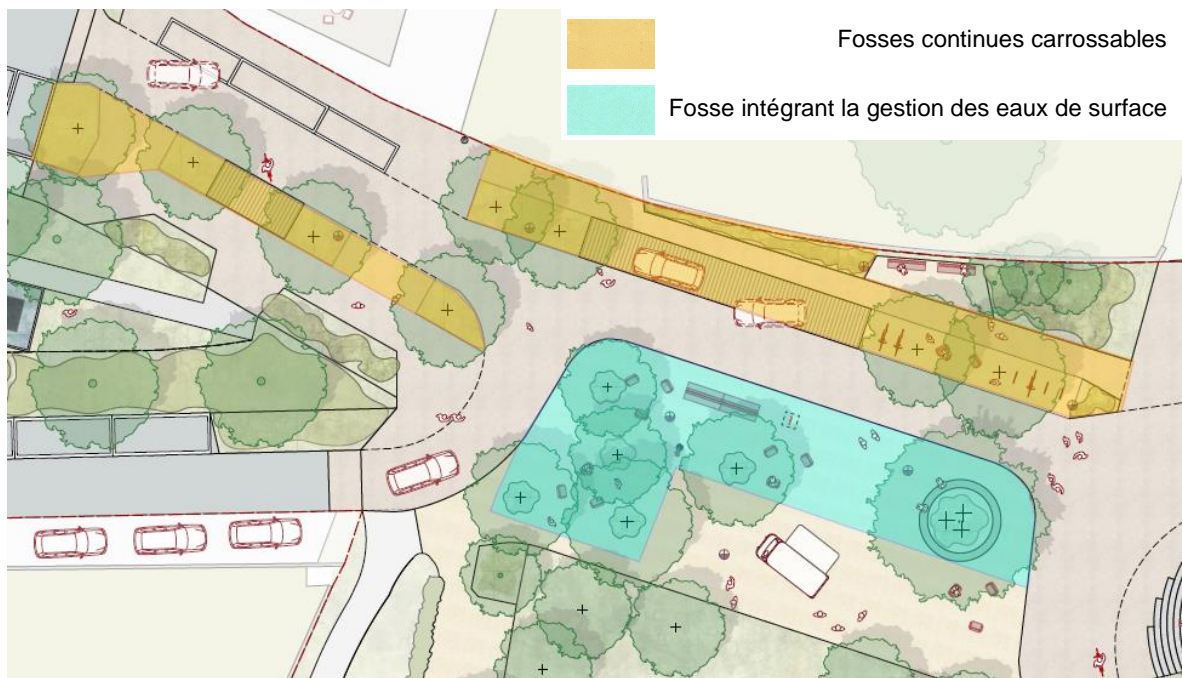 Fosses continues carrossables
Fosse intégrant la gestion des eaux de surface